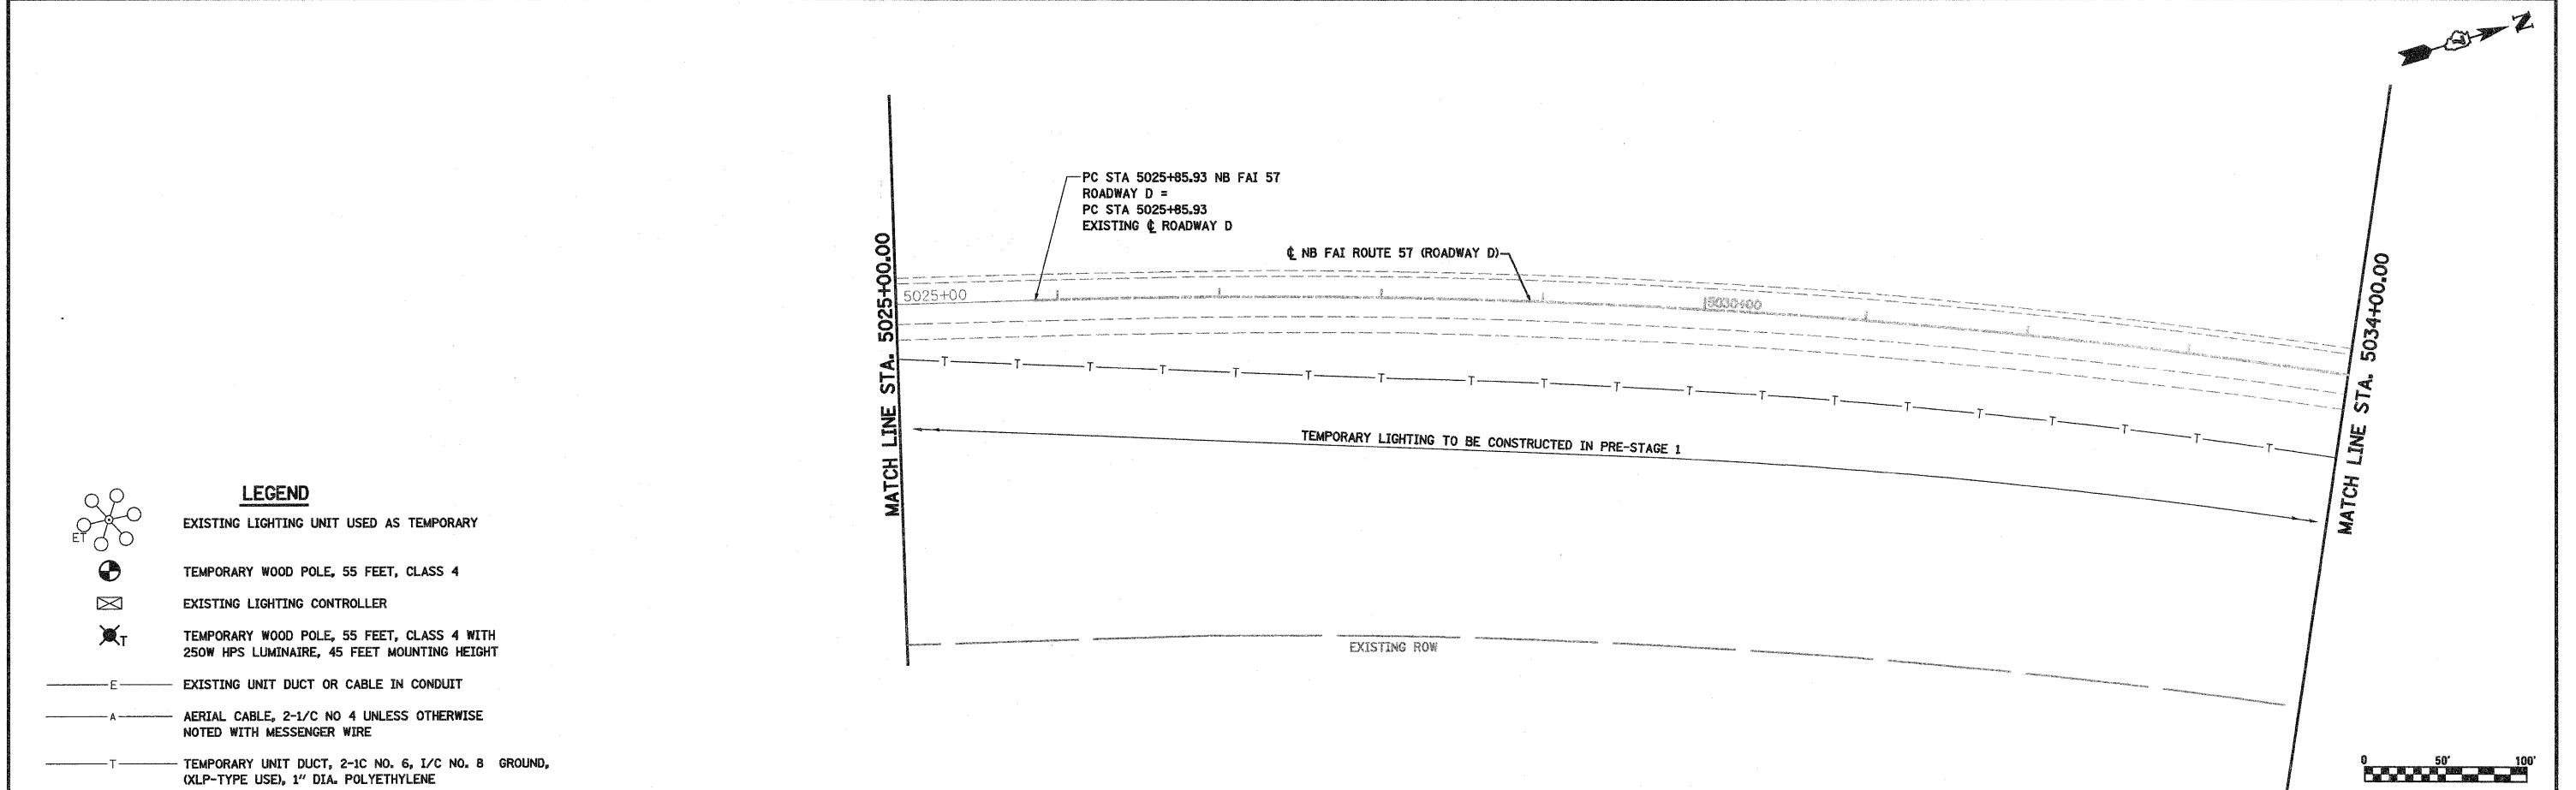 N
PC STA 5025+85.93 NB FAI 57
ROADWAY D =
PC STA 5025+85.93
EXISTING ℄ ROADWAY D
℄ NB FAI ROUTE 57 (ROADWAY D)
MATCH LINE STA. 5025+00.00
5025+00
5030+00
MATCH LINE STA. 5034+00.00
T T T T T T T T T T T T T T T T T T T
TEMPORARY LIGHTING TO BE CONSTRUCTED IN PRE-STAGE 1
EXISTING ROW
LEGEND
ET
EXISTING LIGHTING UNIT USED AS TEMPORARY
TEMPORARY WOOD POLE, 55 FEET, CLASS 4
EXISTING LIGHTING CONTROLLER
T
TEMPORARY WOOD POLE, 55 FEET, CLASS 4 WITH
250W HPS LUMINAIRE, 45 FEET MOUNTING HEIGHT
E EXISTING UNIT DUCT OR CABLE IN CONDUIT
A AERIAL CABLE, 2-1/C NO 4 UNLESS OTHERWISE
NOTED WITH MESSENGER WIRE
T TEMPORARY UNIT DUCT, 2-1C NO. 6, 1/C NO. 8 GROUND,
(XLP-TYPE USE), 1" DIA. POLYETHYLENE
0 50' 100'